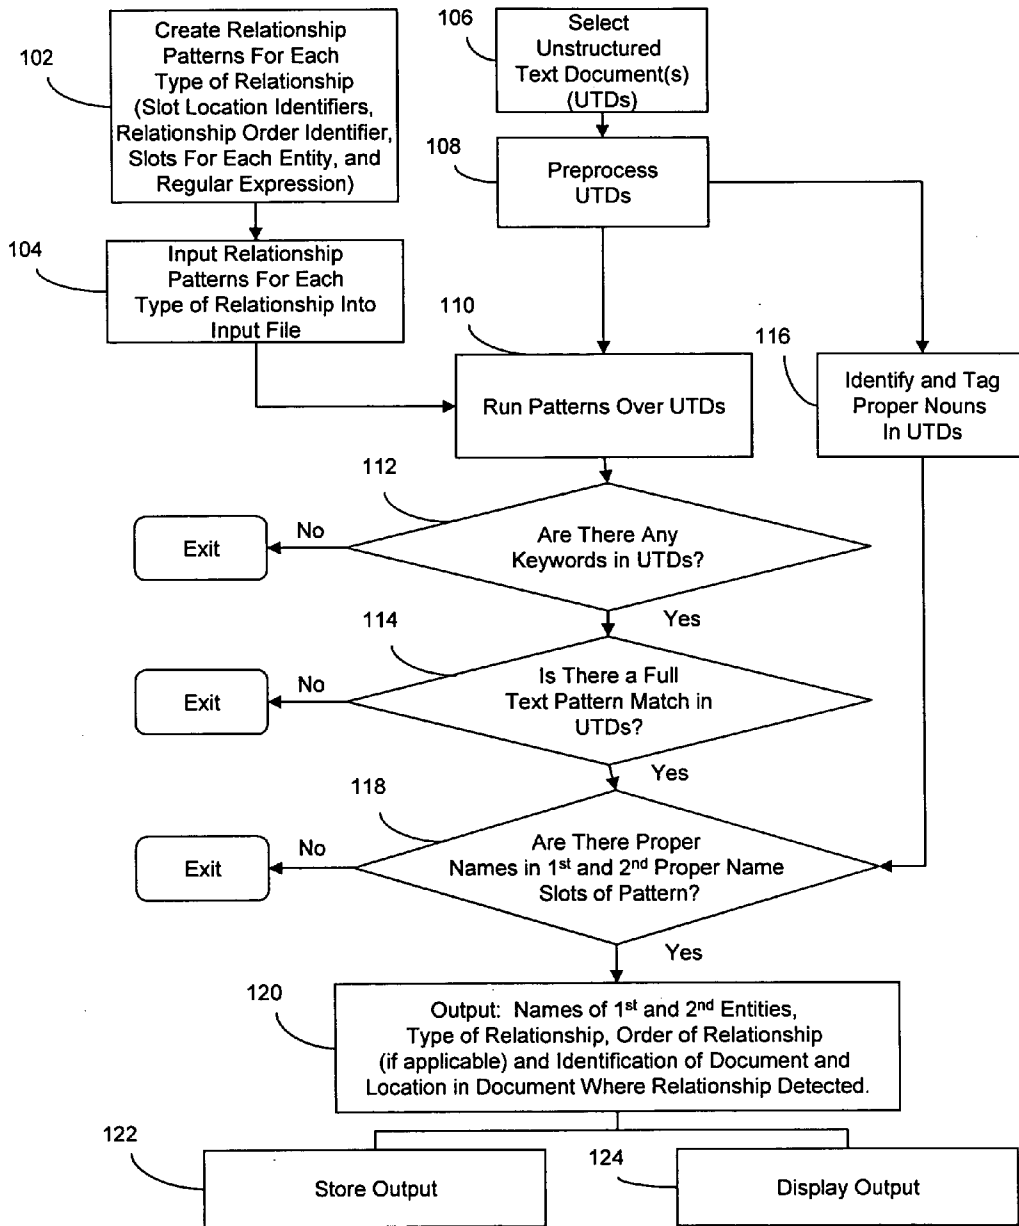 102
Create Relationship
Patterns For Each
Type of Relationship
(Slot Location Identifiers,
Relationship Order Identifier,
Slots For Each Entity, and
Regular Expression)
104
Input Relationship
Patterns For Each
Type of Relationship Into
Input File
106
Select
Unstructured
Text Document(s)
(UTDs)
108
Preprocess
UTDs
110
Run Patterns Over UTDs
116
Identify and Tag
Proper Nouns
In UTDs
112
Are There Any
Keywords in UTDs?
No
Exit
Yes
114
Is There a Full
Text Pattern Match in
UTDs?
No
Exit
Yes
118
Are There Proper
Names in 1st and 2nd Proper Name
Slots of Pattern?
No
Exit
Yes
120
Output: Names of 1st and 2nd Entities,
Type of Relationship, Order of Relationship
(if applicable) and Identification of Document and
Location in Document Where Relationship Detected.
122
Store Output
124
Display Output